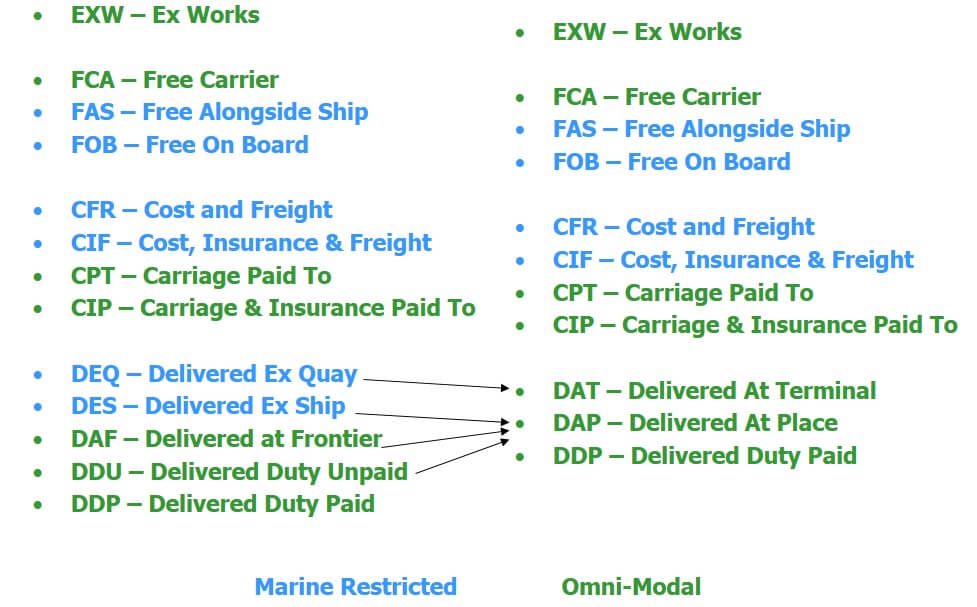 • EXW – Ex Works
• FCA – Free Carrier
• FAS – Free Alongside Ship
• FOB – Free On Board
• CFR – Cost and Freight
• CIF – Cost, Insurance & Freight
• CPT – Carriage Paid To
• CIP – Carriage & Insurance Paid To
• DEQ – Delivered Ex Quay
• DES – Delivered Ex Ship
• DAF – Delivered at Frontier
• DDU – Delivered Duty Unpaid
• DDP – Delivered Duty Paid
• EXW – Ex Works
• FCA – Free Carrier
• FAS – Free Alongside Ship
• FOB – Free On Board
• CFR – Cost and Freight
• CIF – Cost, Insurance & Freight
• CPT – Carriage Paid To
• CIP – Carriage & Insurance Paid To
• DAT – Delivered At Terminal
• DAP – Delivered At Place
• DDP – Delivered Duty Paid
Marine Restricted
Omni-Modal